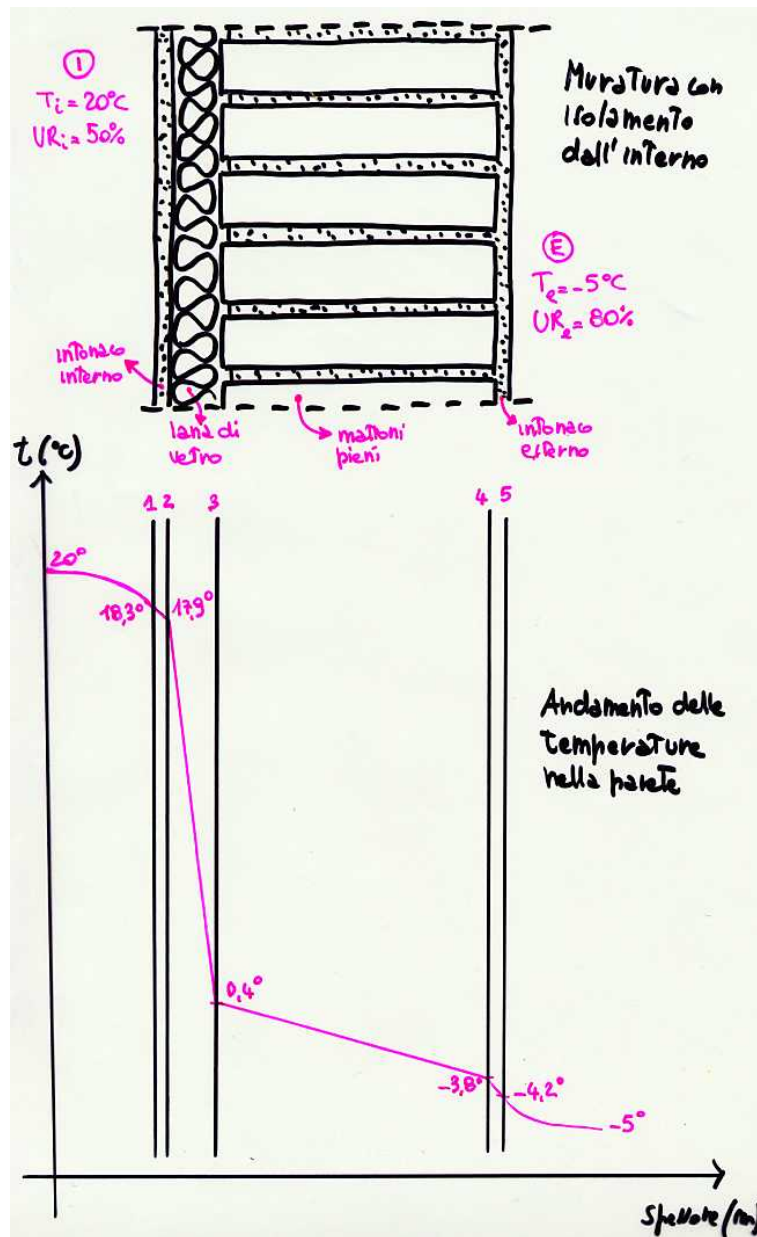 I
Ti = 20°C
URi = 50%
Muratura con
isolamento
dall'interno
E
Te = -5°C
URe = 80%
intonaco
interno
lana di
vetro
mattoni
pieni
intonaco
esterno
t (°C)
1 2 3 4 5
20°
18,3° 17,9°
0,4°
-3,8° -4,2°
-5°
Andamento delle
temperature
nella parete
Spessore (m)